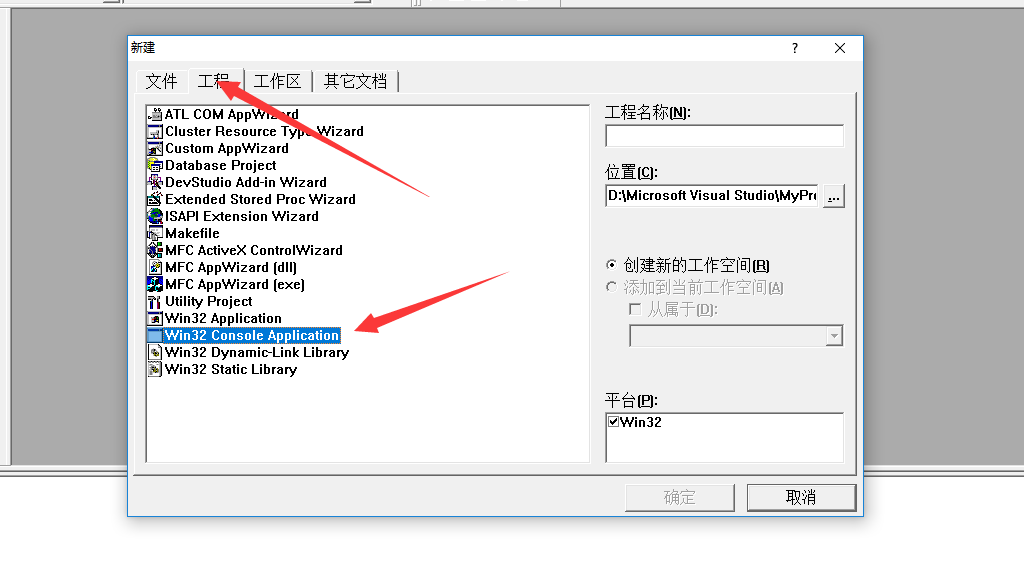 新建
文件 工程 工作区 其它文档
ATL COM AppWizard
Cluster Resource Type Wizard
Custom AppWizard
Database Project
DevStudio Add-in Wizard
Extended Stored Proc Wizard
ISAPI Extension Wizard
Makefile
MFC ActiveX ControlWizard
MFC AppWizard (dll)
MFC AppWizard (exe)
Utility Project
Win32 Application
Win32 Console Application
Win32 Dynamic-Link Library
Win32 Static Library
工程名称(N):
位置(C):
D:\Microsoft Visual Studio\MyPro
...
创建新的工作空间(R)
添加到当前工作空间(A)
从属于(D):
平台(P):
Win32
确定 取消